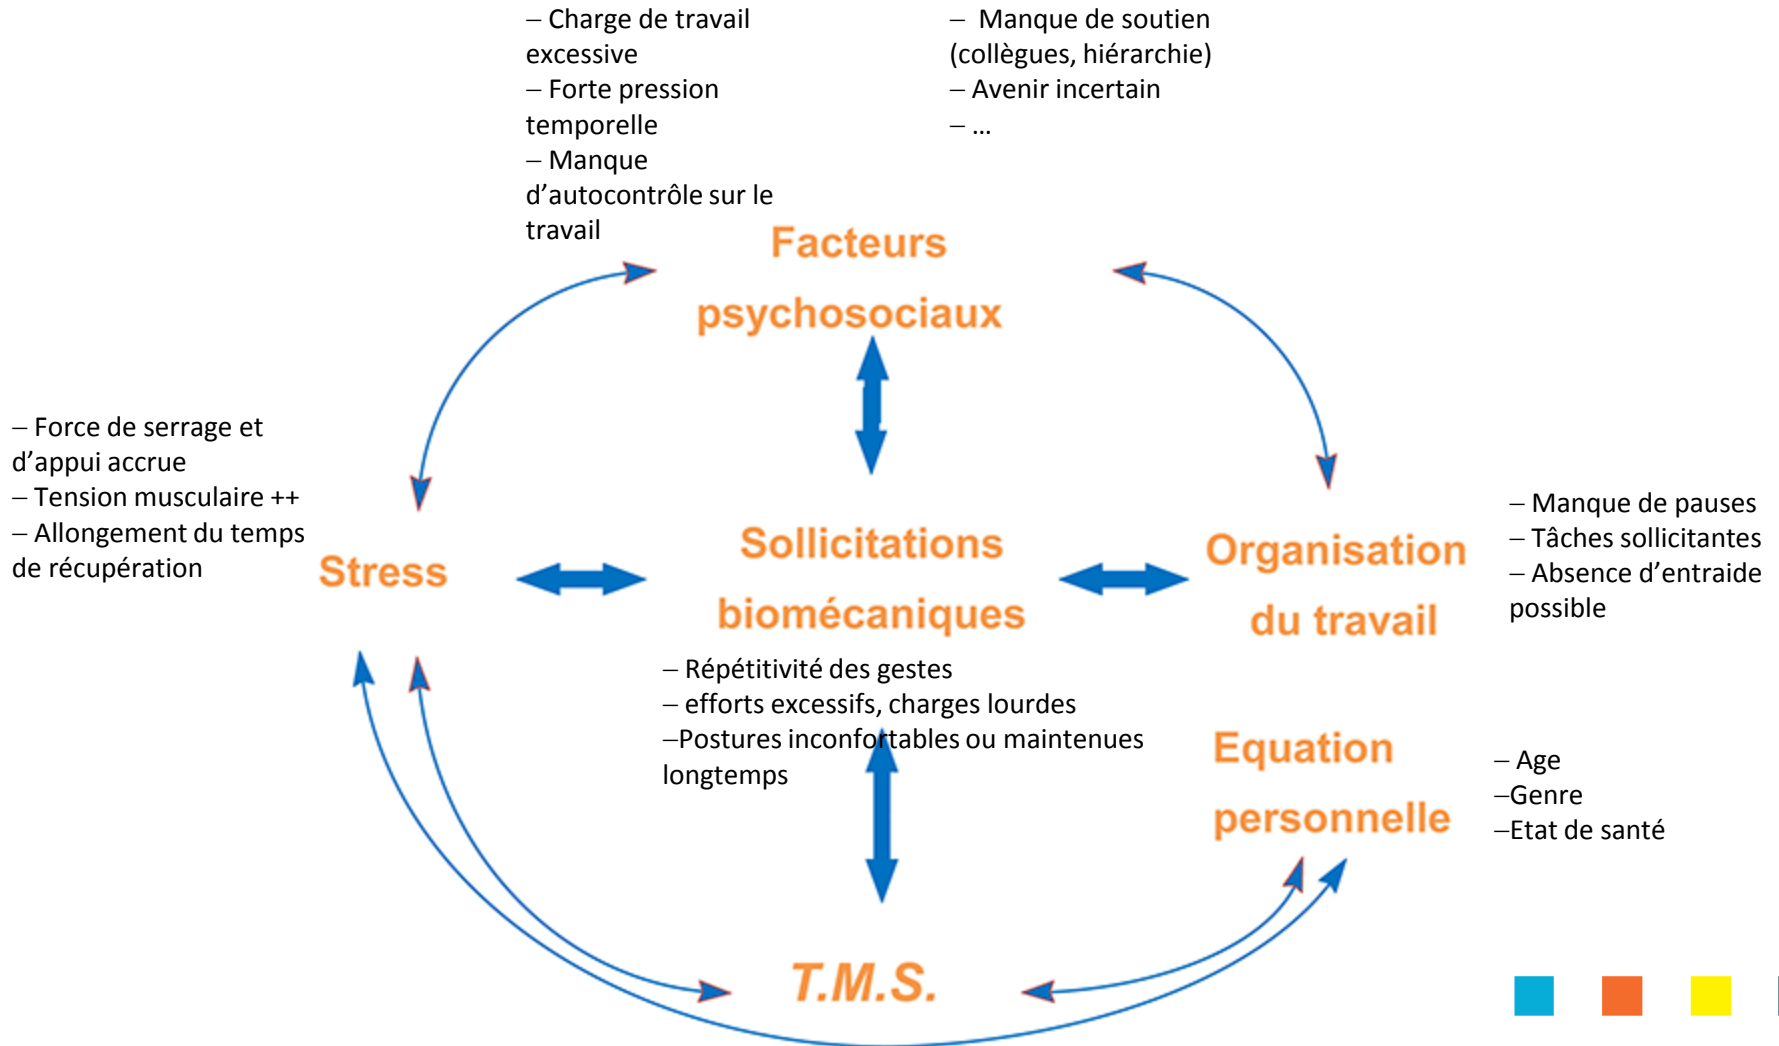 – Charge de travail
excessive
– Forte pression
temporelle
– Manque
d’autocontrôle sur le
travail
– Manque de soutien
(collègues, hiérarchie)
– Avenir incertain
– ...
Facteurs
psychosociaux
– Force de serrage et
d’appui accrue
– Tension musculaire ++
– Allongement du temps
de récupération
Stress
Sollicitations
biomécaniques
– Répétitivité des gestes
– efforts excessifs, charges lourdes
–Postures inconfortables ou maintenues
longtemps
Organisation
du travail
– Manque de pauses
– Tâches sollicitantes
– Absence d’entraide
possible
Equation
personnelle
– Age
–Genre
–Etat de santé
T.M.S.